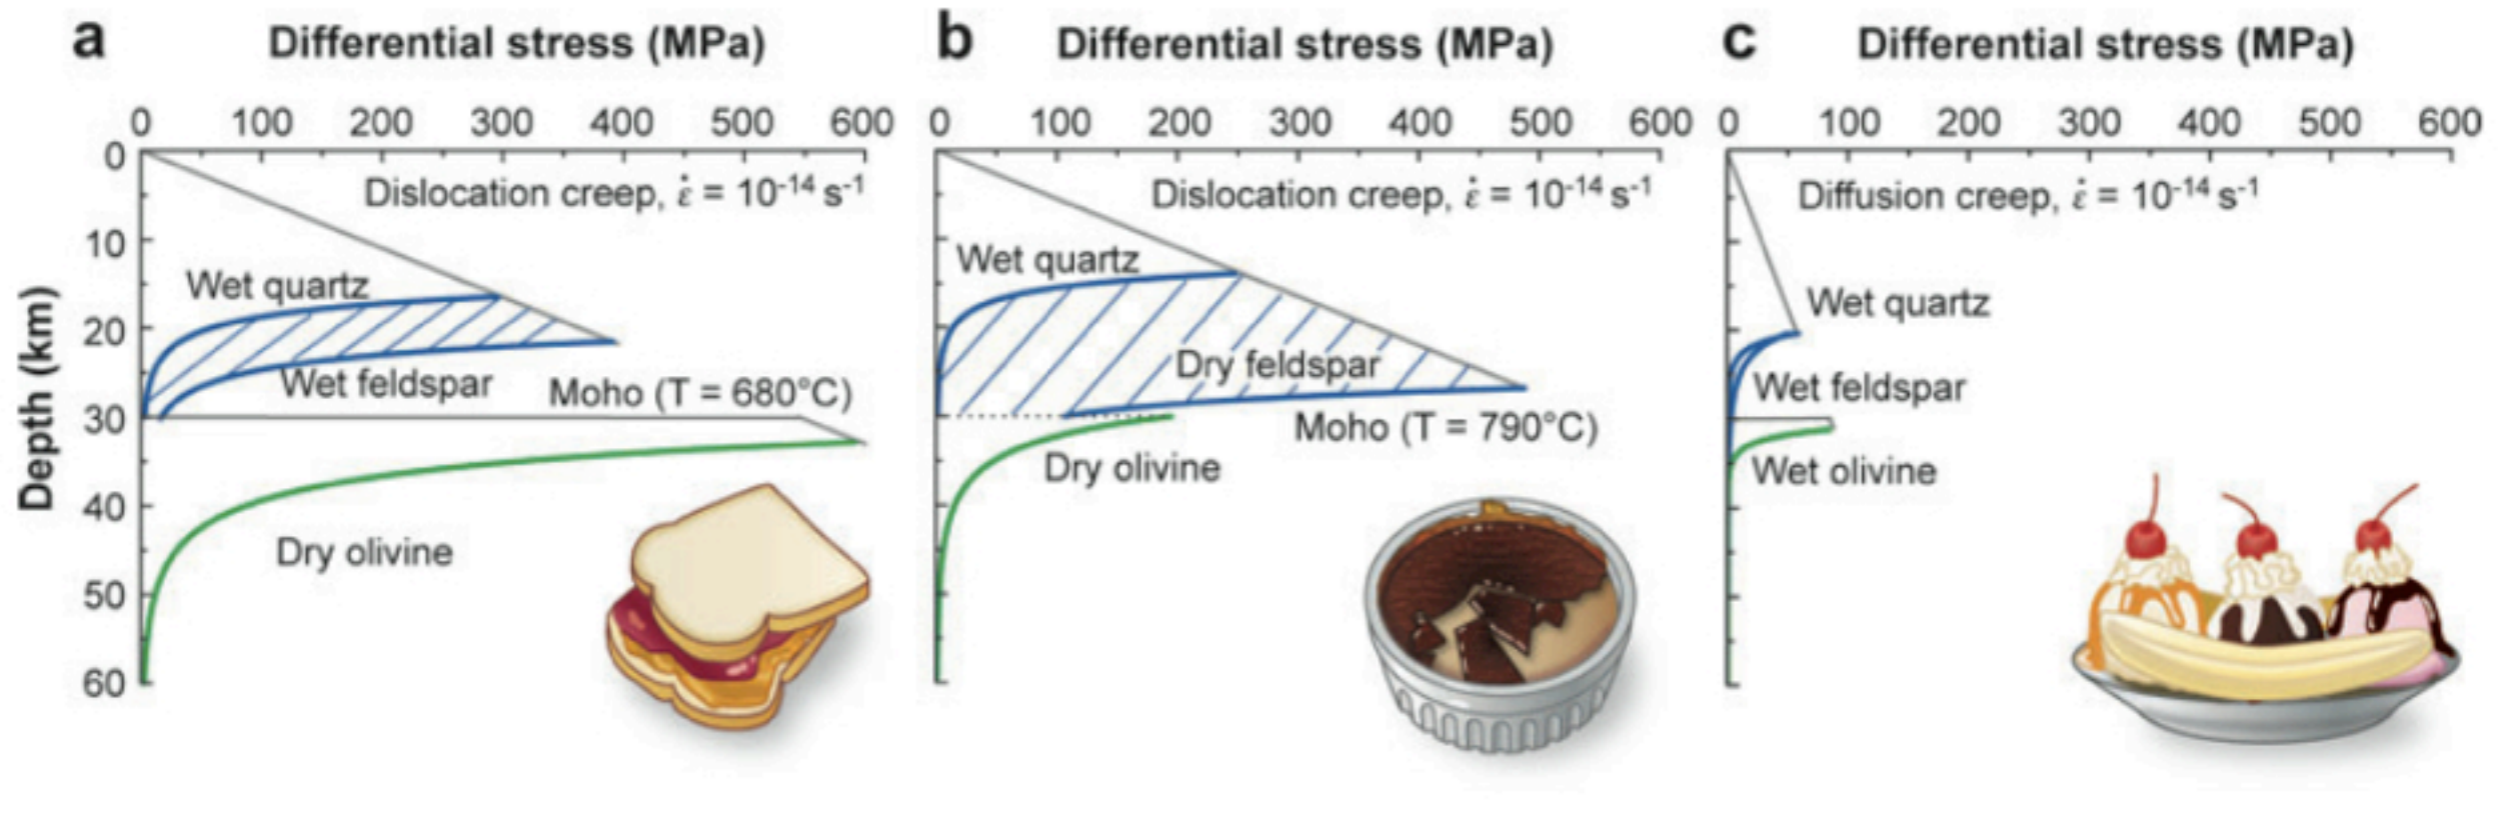 a Differential stress (MPa)
0 100 200 300 400 500 600
Depth (km)
0
10
20
30
40
50
60
Dislocation creep, ε̇ = 10⁻¹⁴ s⁻¹
Wet quartz
Wet feldspar
Moho (T = 680°C)
Dry olivine
b Differential stress (MPa)
0 100 200 300 400 500 600
Dislocation creep, ε̇ = 10⁻¹⁴ s⁻¹
Wet quartz
Dry feldspar
Moho (T = 790°C)
Dry olivine
c Differential stress (MPa)
0 100 200 300 400 500 600
Diffusion creep, ε̇ = 10⁻¹⁴ s⁻¹
Wet quartz
Wet feldspar
Wet olivine